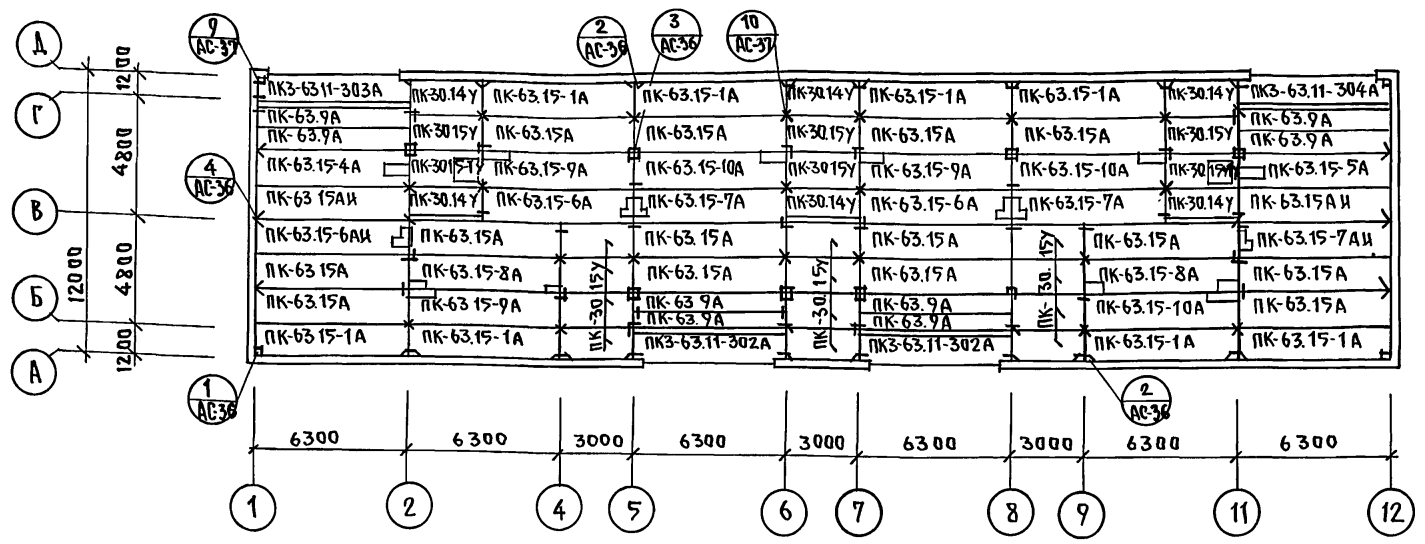 9
АС-37
2
АС-36
3
АС-36
10
АС-37
Д
Г
В
Б
А
1200
4800
4800
1200
12000
4
АС-36
1
АС-36
2
АС-36
ПК3-6311-303А
ПК-30.14У
ПК-63.15-1А
ПК-63.15-1А
ПК-30.14У
ПК-63.15-1А
ПК-63.15-1А
ПК-30.14У
ПК3-63.11-304А
ПК-63.9А
ПК-63.9А
ПК-3015У
ПК-63.15А
ПК-63.15А
ПК-30.15У
ПК-63.15А
ПК-63.15А
ПК-30.15У
ПК-63.9А
ПК-63.9А
ПК-63.15-4А
ПК-63.15-9А
ПК-63.15-10А
ПК-3015У
ПК-63.15-9А
ПК-63.15-10А
ПК-63.15-5А
ПК-63 15АИ
ПК-30.14У
ПК-63.15-6А
ПК-63.15-7А
ПК-30.14У
ПК-63.15-6А
ПК-63.15-7А
ПК-30.14У
ПК-63.15АИ
ПК-63.15-6АИ
ПК-63.15А
ПК-63.15А
ПК-63.15А
ПК-63.15А
ПК-63.15-7АИ
ПК-63 15А
ПК-63.15-8А
ПК-63.15А
ПК-63.15А
ПК-63.15-8А
ПК-63.15А
ПК-63.15А
ПК-63.15-9А
ПК-30 15У
ПК-63 9А
ПК-63.9А
ПК-30.15У
ПК-63.9А
ПК-63.9А
ПК-30.15У
ПК-63.15-10А
ПК-63.15А
ПК-63.15-1А
ПК-63.15-1А
ПК3-63.11-302А
ПК3-63.11-302А
ПК-63.15-1А
ПК-63.15-1А
6300
6300
3000
6300
3000
6300
3000
6300
6300
1
2
4
5
6
7
8
9
11
12